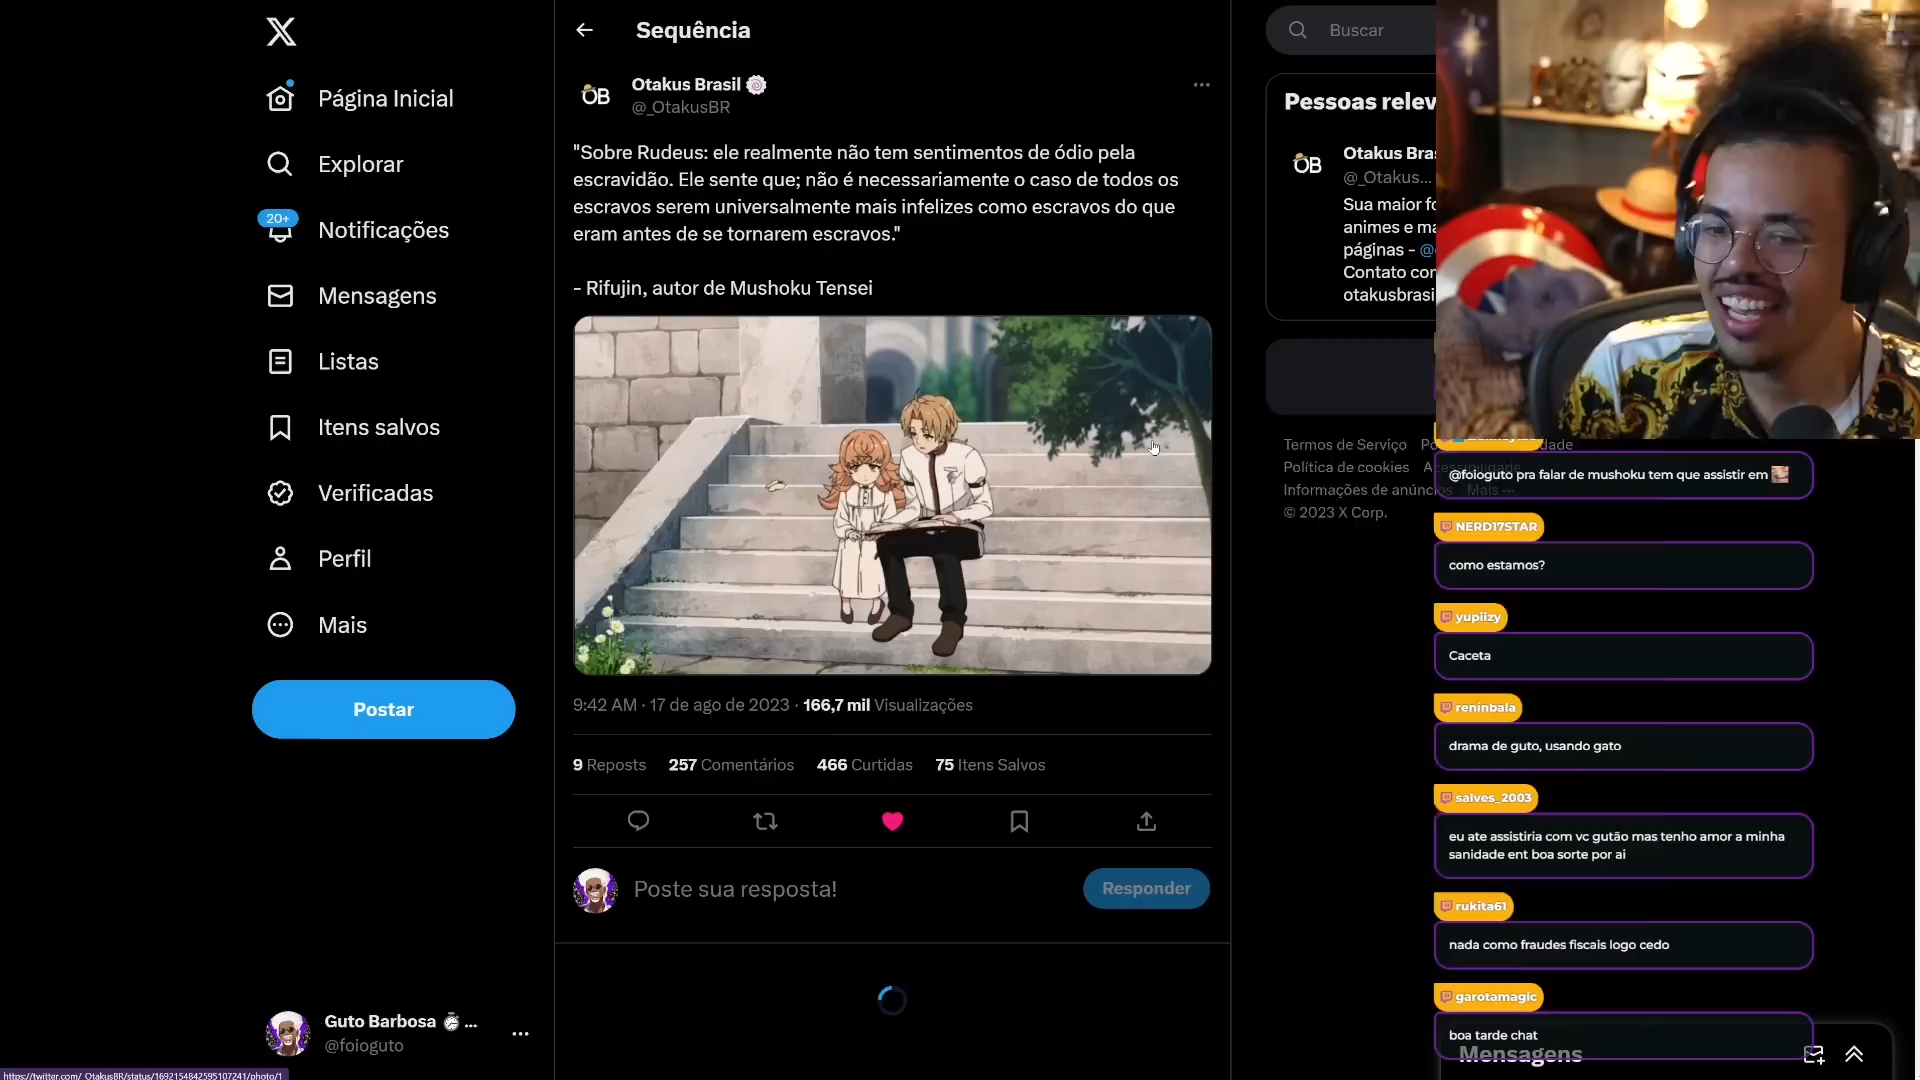 Página Inicial
Explorar
20+
Notificações
Mensagens
Listas
Itens salvos
Verificadas
Perfil
Mais
Postar
Guto Barbosa ...
@foioguto
https://twitter.com/_OtakusBR/status/1692154842595107241/photo/1
Sequência
OB
Otakus Brasil
@_OtakusBR
"Sobre Rudeus: ele realmente não tem sentimentos de ódio pela
escravidão. Ele sente que; não é necessariamente o caso de todos os
escravos serem universalmente mais infelizes como escravos do que
eram antes de se tornarem escravos."
- Rifujin, autor de Mushoku Tensei
9:42 AM · 17 de ago de 2023 · 166,7 mil Visualizações
9 Reposts 257 Comentários 466 Curtidas 75 Itens Salvos
Poste sua resposta!
Responder
Buscar
Pessoas relev
OB
Otakus Bras
@_Otakus...
Sua maior fo
animes e ma
páginas - @
Contato con
otakusbrasi
Termos de Serviço
Política de cookies Acessibilidade
Informações de anúncios Mais ...
© 2023 X Corp.
@foioguto pra falar de mushoku tem que assistir em
NERD17STAR
como estamos?
yupiizy
Caceta
reninbala
drama de guto, usando gato
salves_2003
eu ate assistiria com vc gutão mas tenho amor a minha
sanidade ent boa sorte por ai
rukita61
nada como fraudes fiscais logo cedo
garotamagic
boa tarde chat
Mensagens